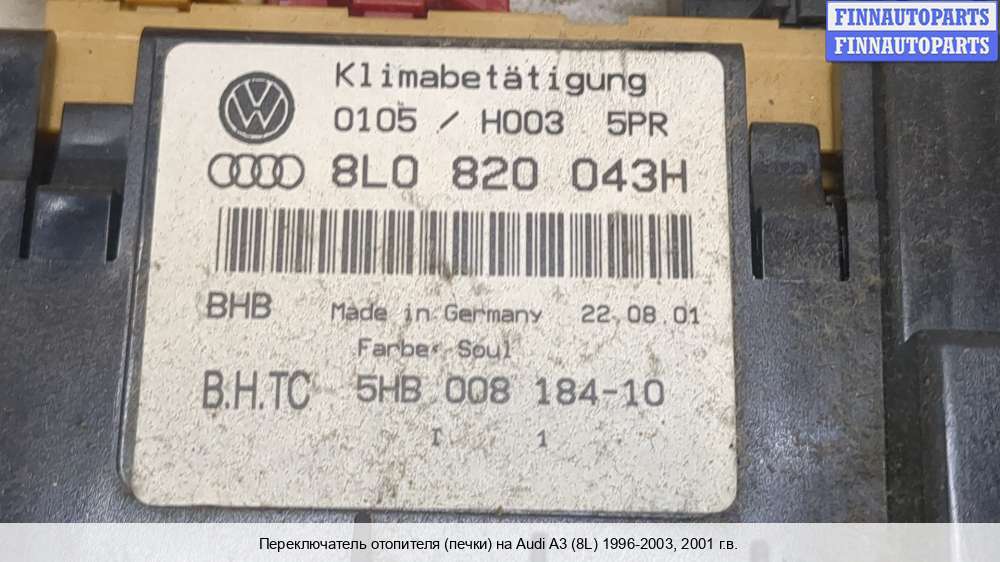 FINNAUTOPARTS
FINNAUTOPARTS
Klimabetätigung
0105 / H003 5PR
8L0 820 043H
BHB Made in Germany 22.08.01
Farbe: Soul
B.H.TC 5HB 008 184-10
1
Переключатель отопителя (печки) на Audi A3 (8L) 1996-2003, 2001 г.в.